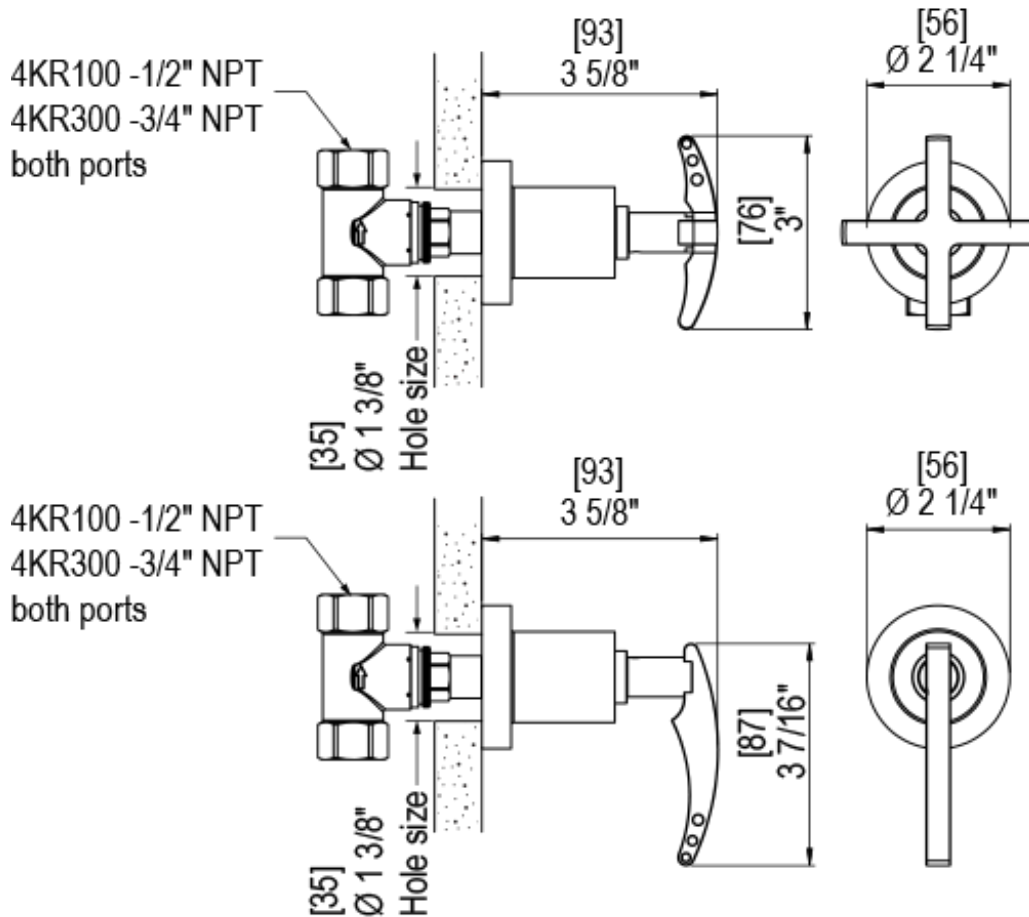 4KR100 -1/2" NPT
4KR300 -3/4" NPT
both ports
[93]
3 5/8"
[56]
Ø 2 1/4"
[76]
3"
[35]
Ø 1 3/8"
Hole size
4KR100 -1/2" NPT
4KR300 -3/4" NPT
both ports
[93]
3 5/8"
[56]
Ø 2 1/4"
[87]
3 7/16"
[35]
Ø 1 3/8"
Hole size